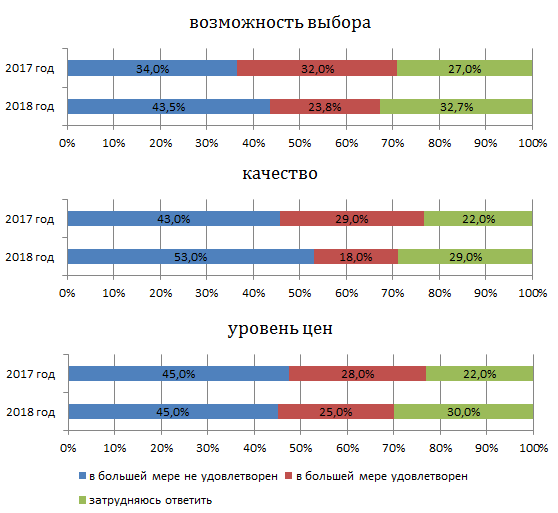 возможность выбора
2017 год
34,0% 32,0% 27,0%
2018 год
43,5% 23,8% 32,7%
0% 10% 20% 30% 40% 50% 60% 70% 80% 90% 100%
качество
2017 год
43,0% 29,0% 22,0%
2018 год
53,0% 18,0% 29,0%
0% 10% 20% 30% 40% 50% 60% 70% 80% 90% 100%
уровень цен
2017 год
45,0% 28,0% 22,0%
2018 год
45,0% 25,0% 30,0%
0% 10% 20% 30% 40% 50% 60% 70% 80% 90% 100%
в большей мере не удовлетворен в большей мере удовлетворен
затрудняюсь ответить